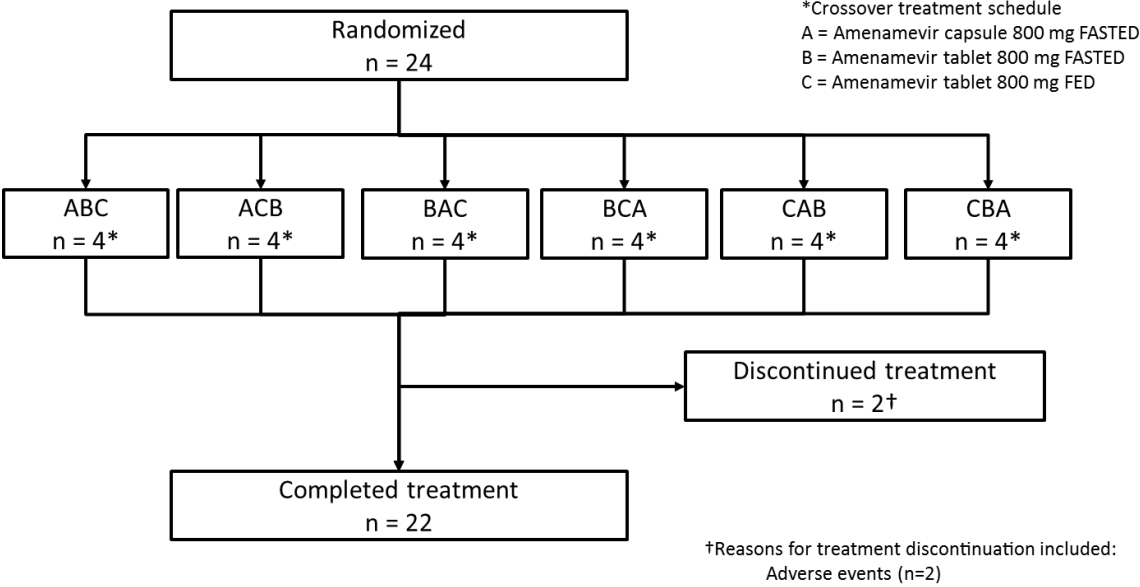 *Crossover treatment schedule
A = Amenamevir capsule 800 mg FASTED
B = Amenamevir tablet 800 mg FASTED
C = Amenamevir tablet 800 mg FED
Randomized
n = 24
ABC
n = 4*
ACB
n = 4*
BAC
n = 4*
BCA
n = 4*
CAB
n = 4*
CBA
n = 4*
Discontinued treatment
n = 2†
Completed treatment
n = 22
†Reasons for treatment discontinuation included:
Adverse events (n=2)